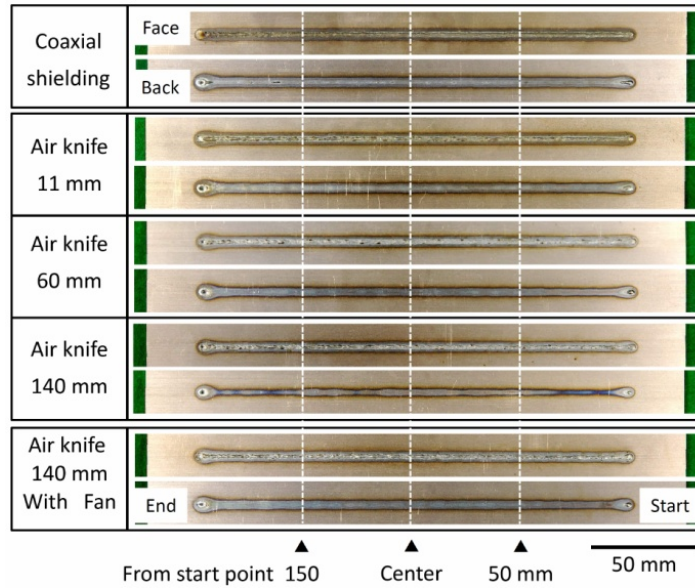 Coaxial
shielding
Face
Back
Air knife
11 mm
Air knife
60 mm
Air knife
140 mm
Air knife
140 mm
With Fan
End
Start
From start point 150
Center
50 mm
50 mm